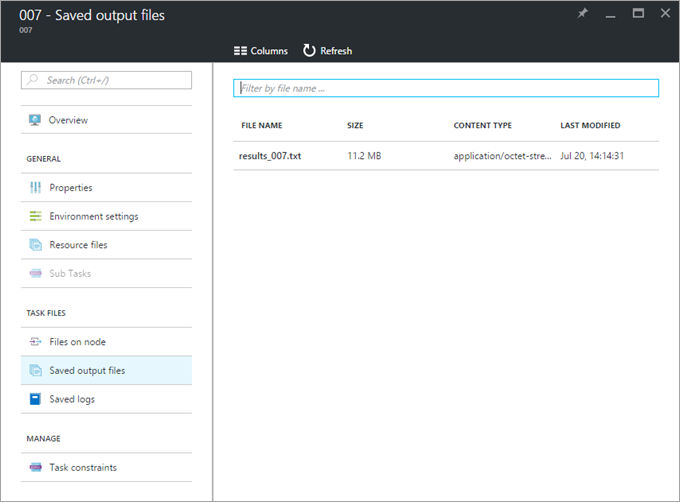 007 - Saved output files
007
Columns Refresh
Search (Ctrl+/)
Overview
GENERAL
Properties
Environment settings
Resource files
Sub Tasks
TASK FILES
Files on node
Saved output files
Saved logs
MANAGE
Task constraints
Filter by file name ...
FILE NAME SIZE CONTENT TYPE LAST MODIFIED
results_007.txt 11.2 MB application/octet-stre... Jul 20, 14:14:31